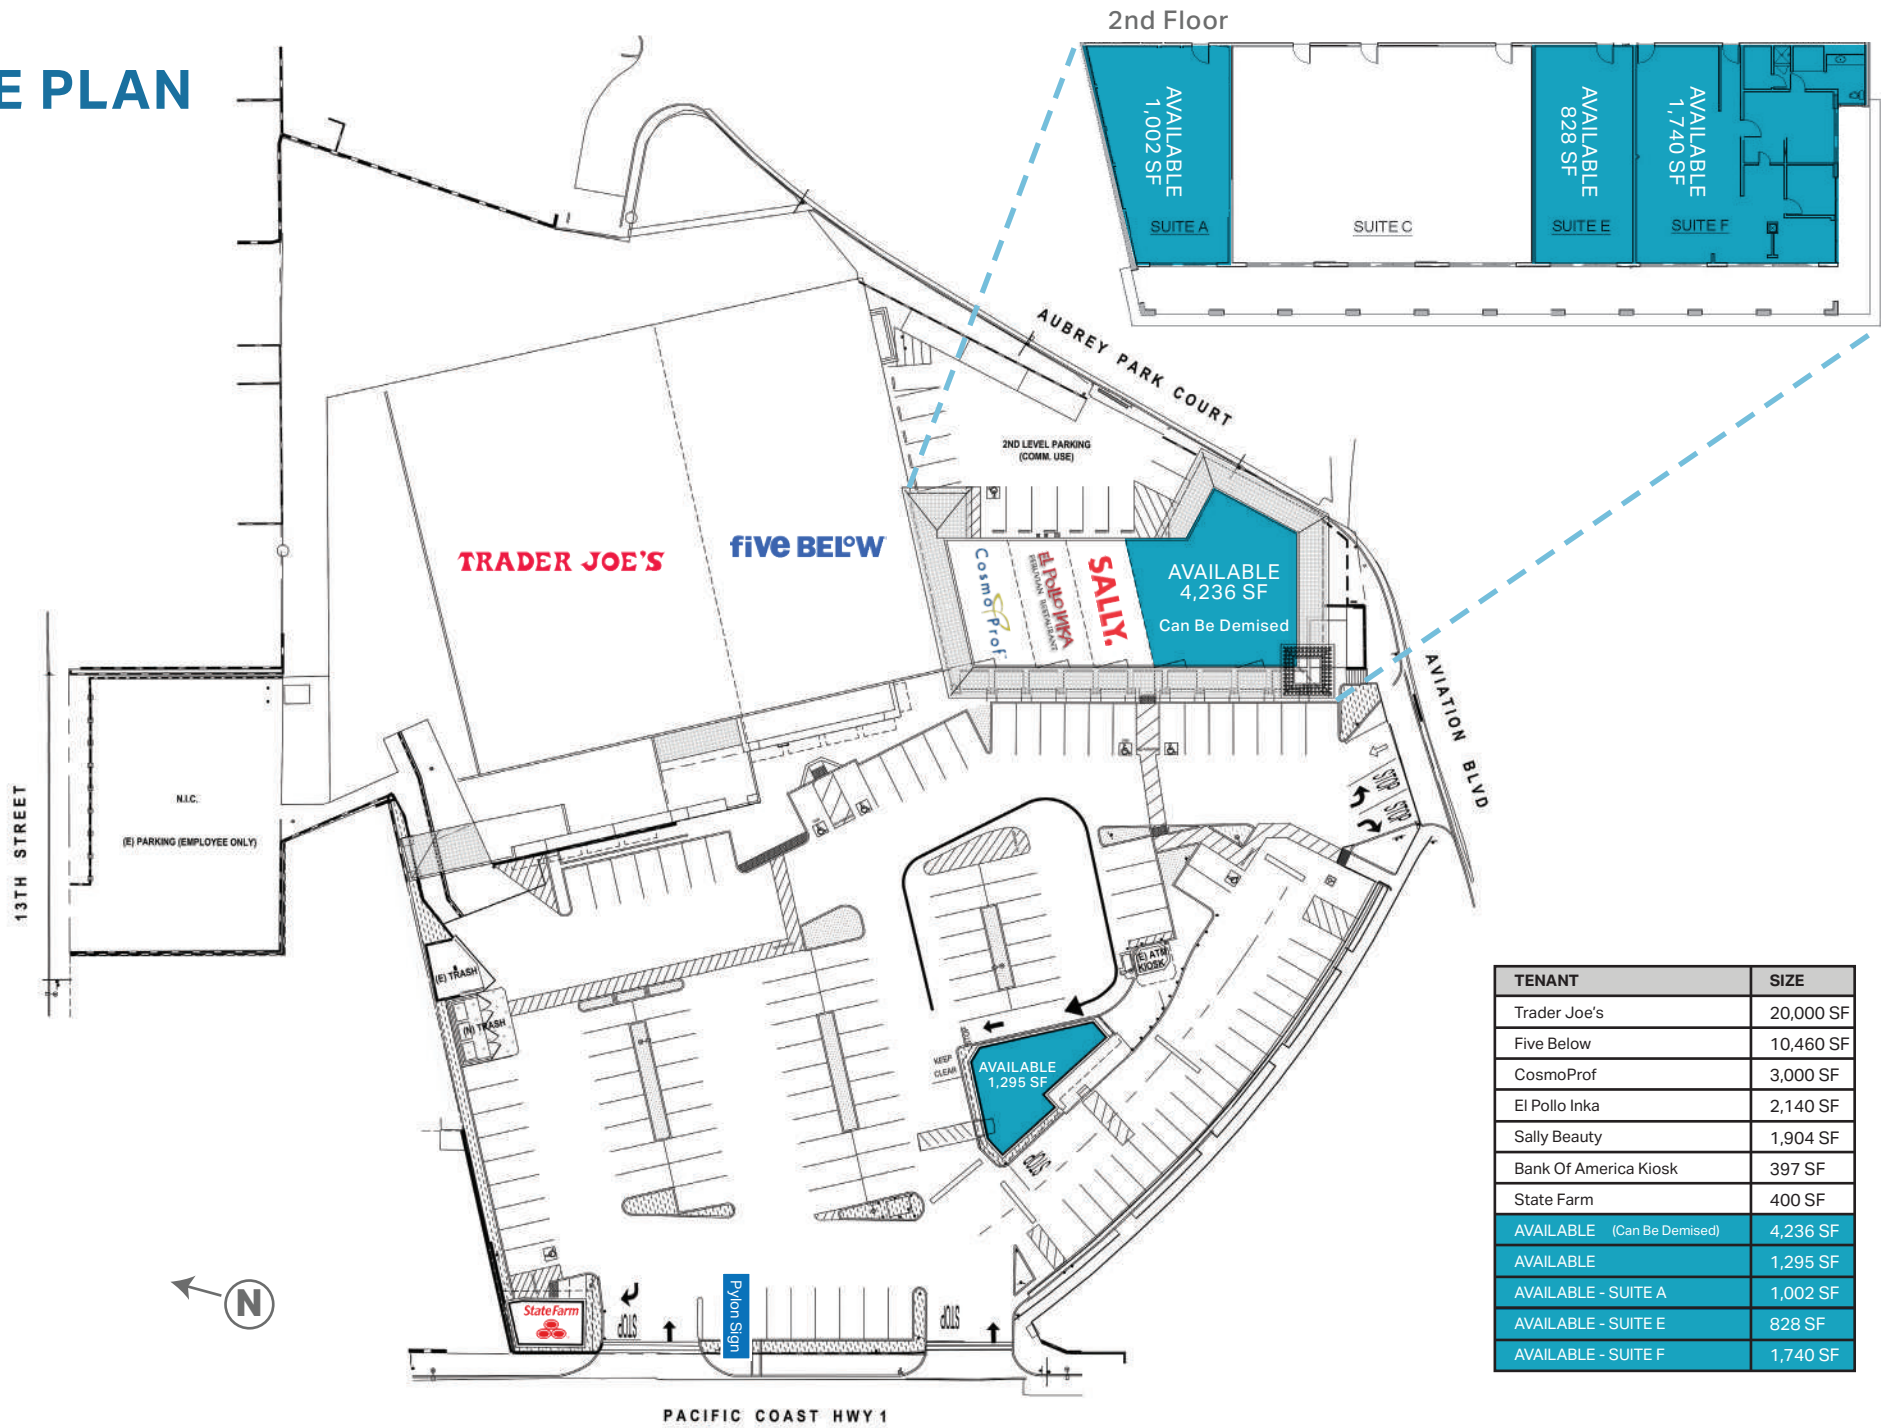 2nd Floor
E PLAN
AVAILABLE
1,002 SF
SUITE A
SUITE C
AVAILABLE
828 SF
SUITE E
AVAILABLE
1,740 SF
SUITE F
AUBREY PARK COURT
2ND LEVEL PARKING
(COMM. USE)
TRADER JOE'S
five BELOW
CosmoProf
EL POLLO INKA
PERUVIAN RESTAURANT
SALLY.
AVAILABLE
4,236 SF
Can Be Demised
AVIATION BLVD
STOP
STOP
13TH STREET
N.I.C.
(E) PARKING (EMPLOYEE ONLY)
(E) TRASH
(N) TRASH
(E) ATM
KIOSK
KEEP
CLEAR
STOP
AVAILABLE
1,295 SF
STOP
N
StateFarm
STOP
Pylon Sign
STOP
PACIFIC COAST HWY 1
TENANT SIZE
Trader Joe's 20,000 SF
Five Below 10,460 SF
CosmoProf 3,000 SF
El Pollo Inka 2,140 SF
Sally Beauty 1,904 SF
Bank Of America Kiosk 397 SF
State Farm 400 SF
AVAILABLE (Can Be Demised) 4,236 SF
AVAILABLE 1,295 SF
AVAILABLE - SUITE A 1,002 SF
AVAILABLE - SUITE E 828 SF
AVAILABLE - SUITE F 1,740 SF